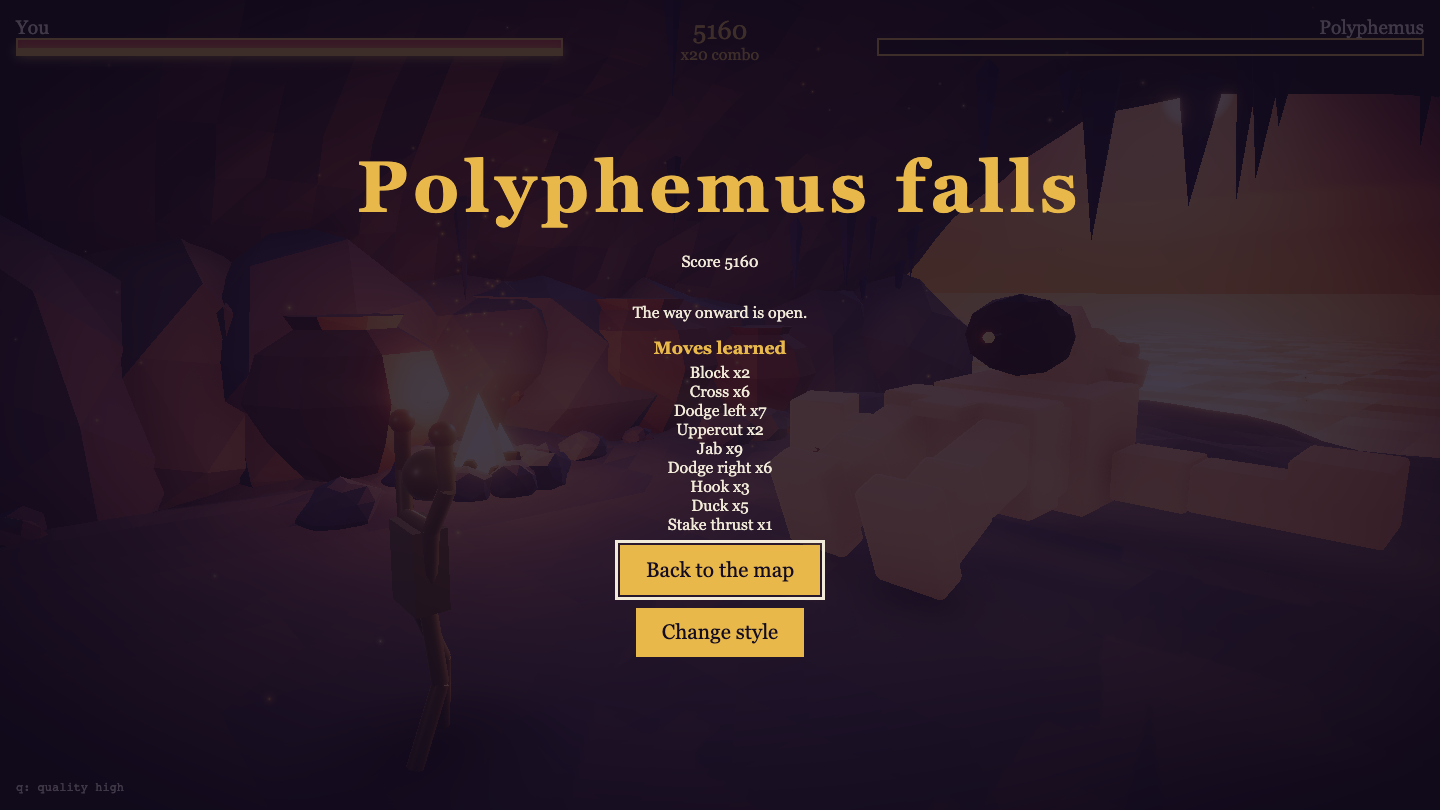 You
5160
x20 combo
Polyphemus
Polyphemus falls
Score 5160
The way onward is open.
Moves learned
Block x2
Cross x6
Dodge left x7
Uppercut x2
Jab x9
Dodge right x6
Hook x3
Duck x5
Stake thrust x1
Back to the map
Change style
q: quality high